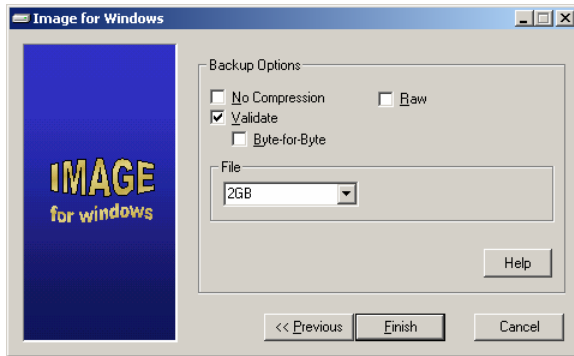 Image for Windows
Backup Options
No Compression
Raw
Validate
Byte-for-Byte
File
2GB
IMAGE
for windows
Help
<< Previous
Finish
Cancel